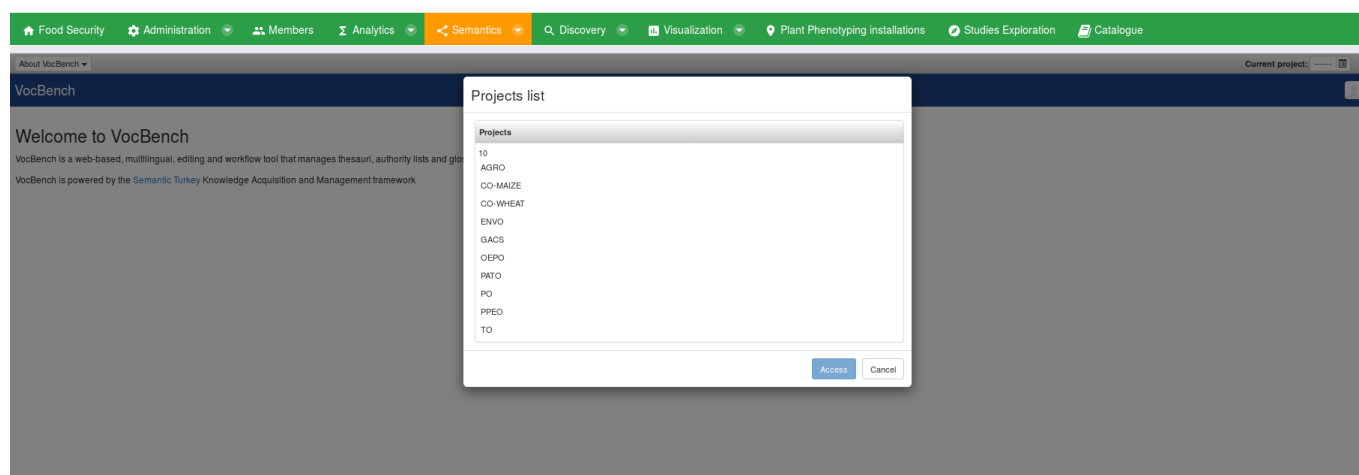 Food Security Administration Members Σ Analytics Semantics Discovery Visualization Plant Phenotyping installations Studies Exploration Catalogue
About VocBench Current project: ------
VocBench
Projects list
Projects
Welcome to VocBench
VocBench is a web-based, multilingual, editing and workflow tool that manages thesauri, authority lists and glo
VocBench is powered by the Semantic Turkey Knowledge Acquisition and Management framework
10
AGRO
CO-MAIZE
CO-WHEAT
ENVO
GACS
OEPO
PATO
PO
PPEO
TO
Access Cancel